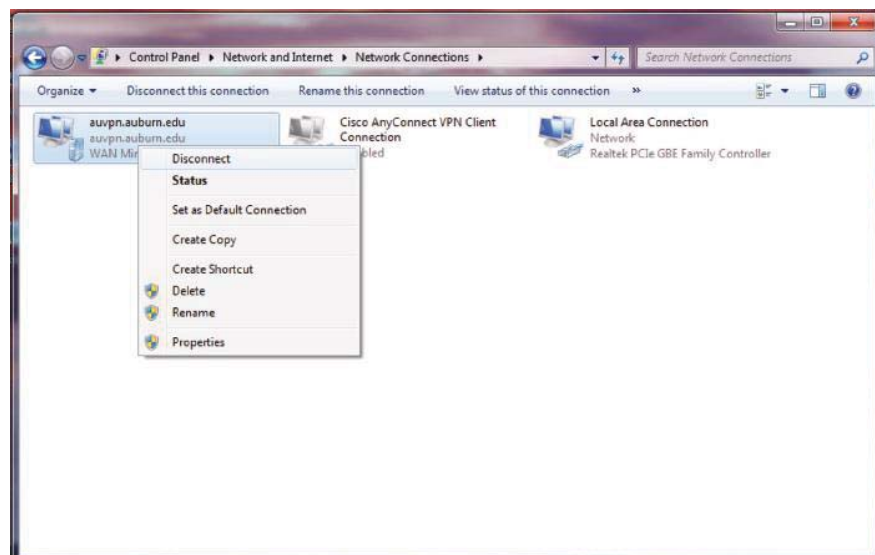 Control Panel ▸ Network and Internet ▸ Network Connections ▸
Search Network Connections
Organize Disconnect this connection Rename this connection View status of this connection »
auvpn.auburn.edu
auvpn.auburn.edu
WAN Mir
Cisco AnyConnect VPN Client
Connection
bled
Local Area Connection
Network
Realtek PCIe GBE Family Controller
Disconnect
Status
Set as Default Connection
Create Copy
Create Shortcut
Delete
Rename
Properties